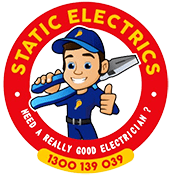 STATIC ELECTRICS
NEED A REALLY GOOD ELECTRICIAN ?
1300 139 039